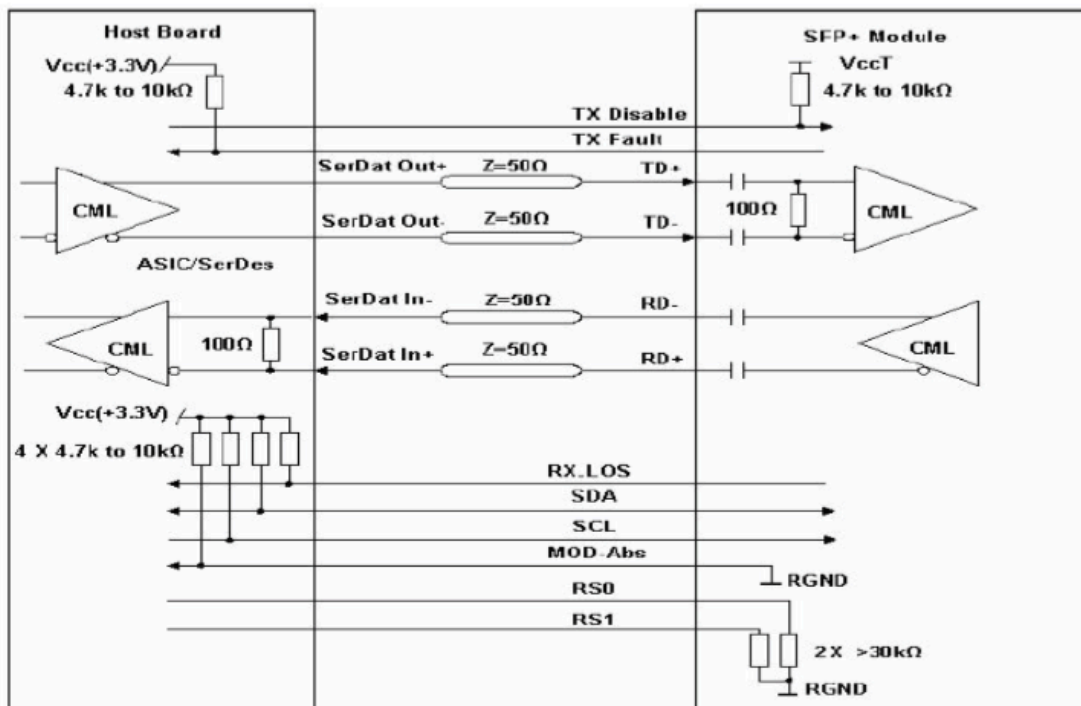 Host Board
SFP+ Module
Vcc(+3.3V)
4.7k to 10kΩ
VccT
4.7k to 10kΩ
TX Disable
TX Fault
SerDat Out+
Z=50Ω
TD+
CML
100Ω
CML
SerDat Out-
Z=50Ω
TD-
ASIC/SerDes
SerDat In-
Z=50Ω
RD-
CML
100Ω
CML
SerDat In+
Z=50Ω
RD+
Vcc(+3.3V)
4 X 4.7k to 10kΩ
RX.LOS
SDA
SCL
MOD-Abs
RGND
RS0
RS1
2X >30kΩ
RGND